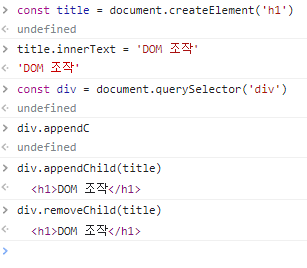 > const title = document.createElement('h1')
< undefined
> title.innerText = 'DOM 조작'
< 'DOM 조작'
> const div = document.querySelector('div')
< undefined
> div.appendC
< undefined
> div.appendChild(title)
< <h1>DOM 조작</h1>
> div.removeChild(title)
< <h1>DOM 조작</h1>
>